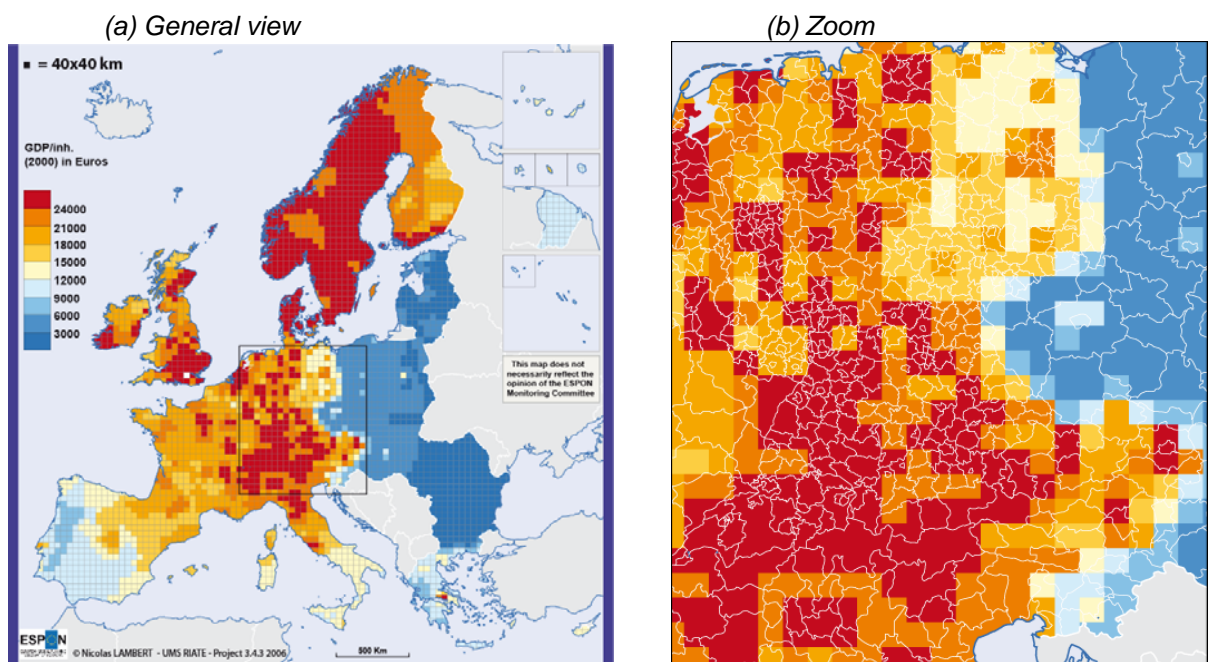 (a) General view
(b) Zoom
■ = 40x40 km
GDP/inh.
(2000) in Euros
24000
21000
18000
15000
12000
9000
6000
3000
This map does not
necessarily reflect the
opinion of the ESPON
Monitoring Committee
ESPON
© Nicolas LAMBERT - UMS RIATE - Project 3.4.3 2006
500 Km